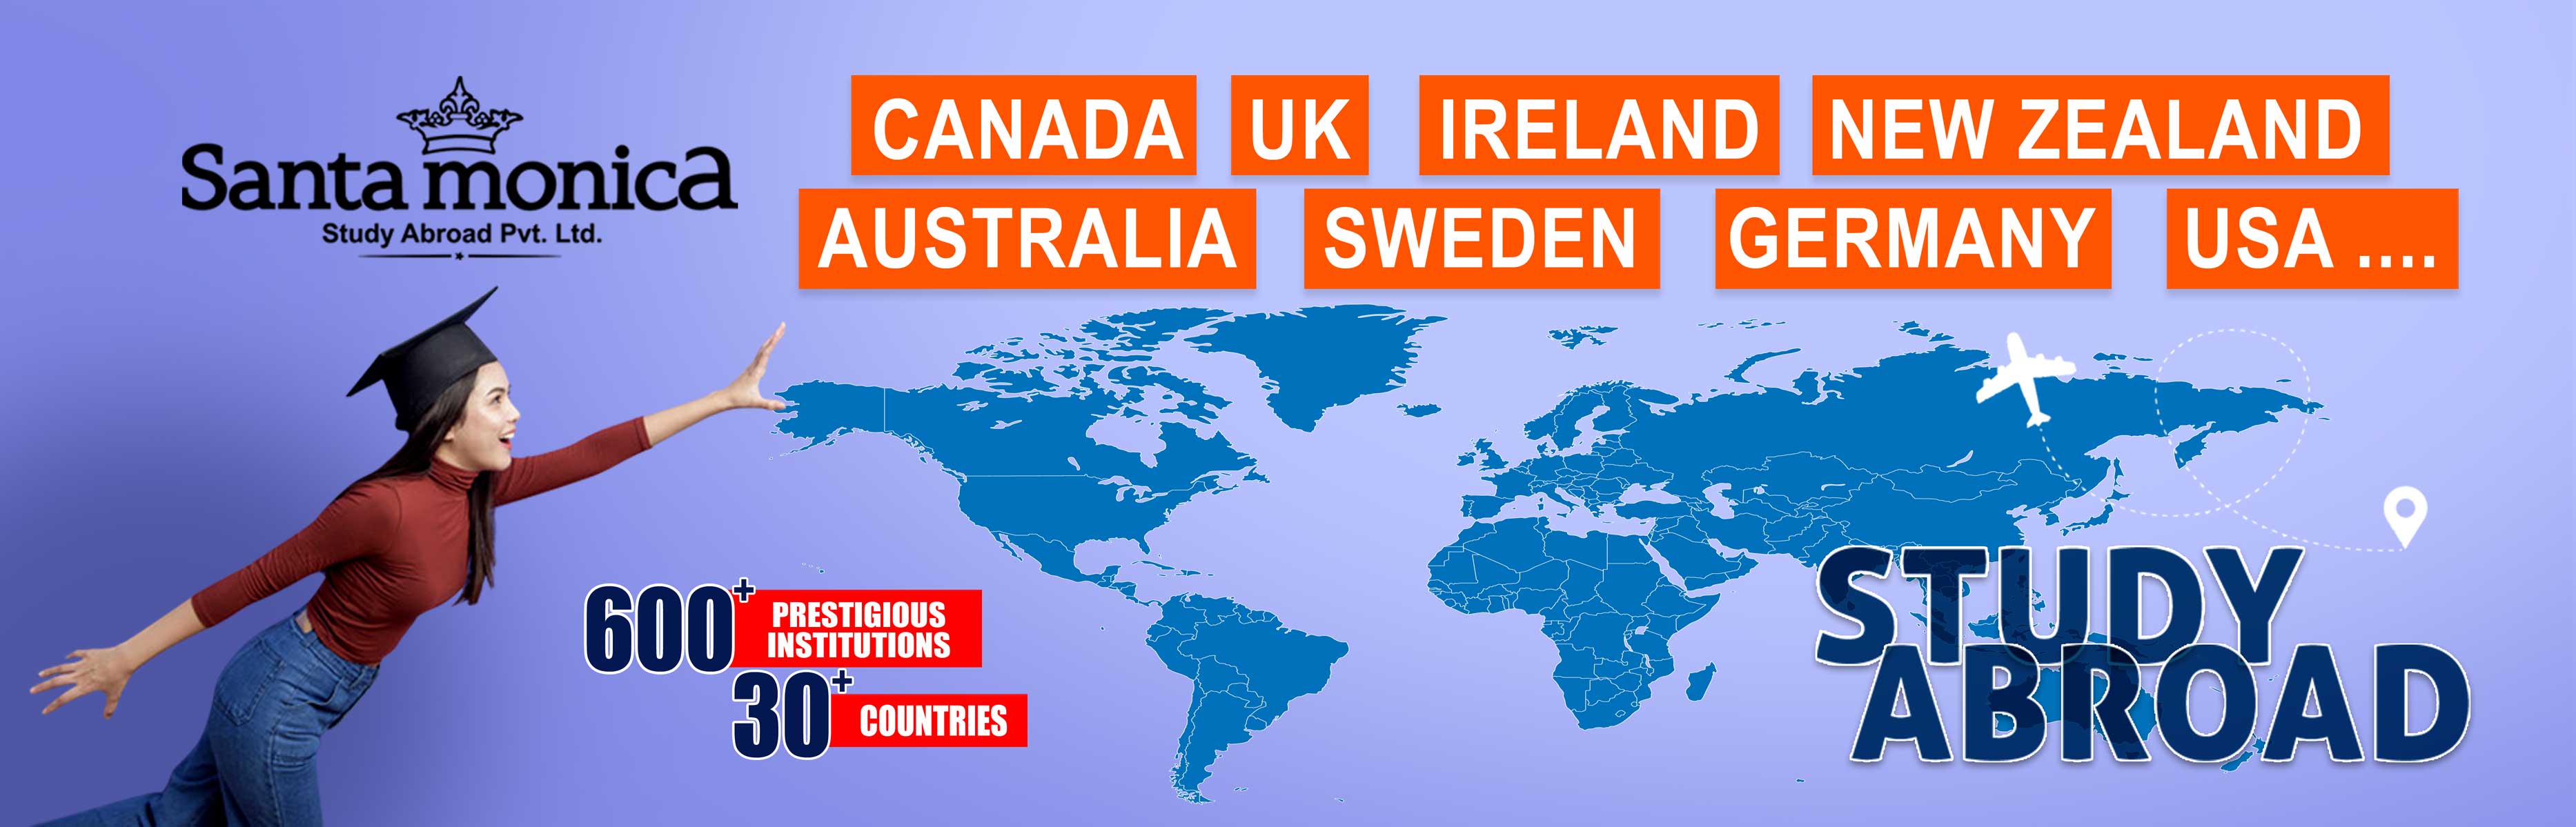 Santa monica
Study Abroad Pvt. Ltd.
CANADA UK IRELAND NEW ZEALAND
AUSTRALIA SWEDEN GERMANY USA ....
600+ PRESTIGIOUS
INSTITUTIONS
30+ COUNTRIES
STUDY
ABROAD